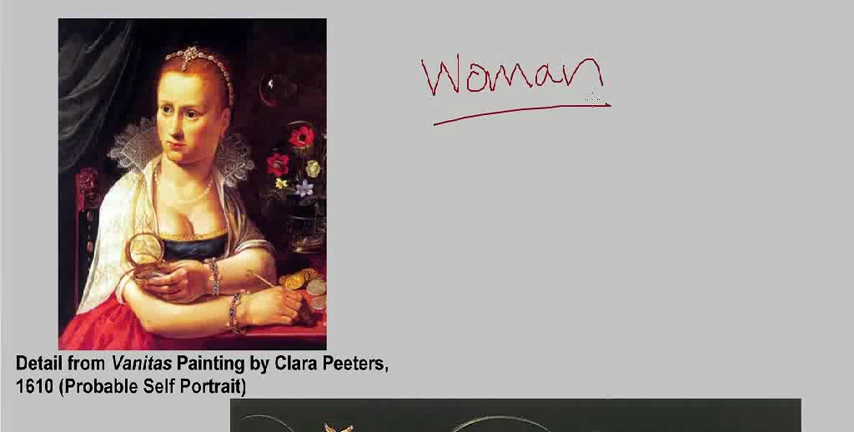 Woman
Detail from Vanitas Painting by Clara Peeters,
1610 (Probable Self Portrait)